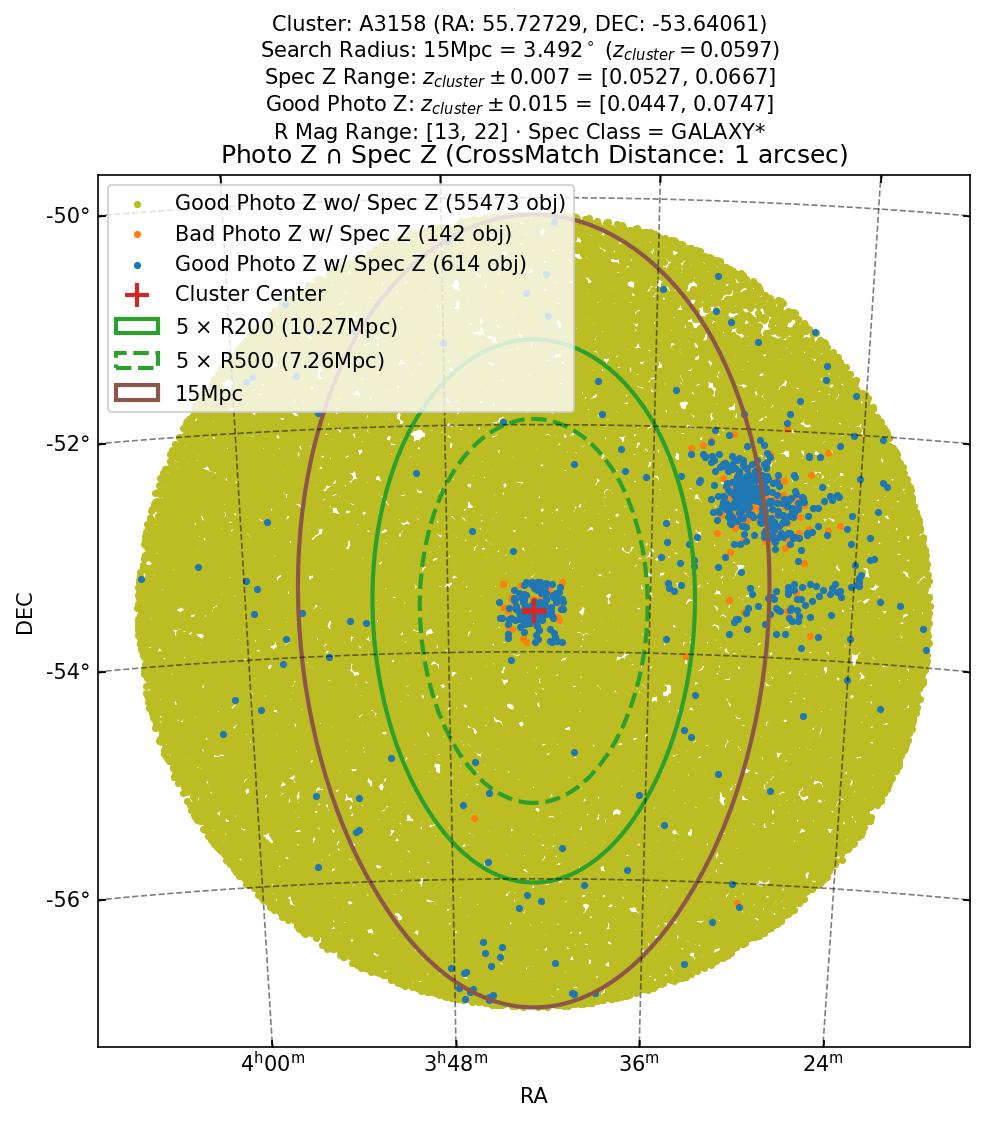 Cluster: A3158 (RA: 55.72729, DEC: -53.64061)
Search Radius: 15Mpc = 3.492° (z_cluster = 0.0597)
Spec Z Range: z_cluster ± 0.007 = [0.0527, 0.0667]
Good Photo Z: z_cluster ± 0.015 = [0.0447, 0.0747]
R Mag Range: [13, 22] · Spec Class = GALAXY*
Photo Z ∩ Spec Z (CrossMatch Distance: 1 arcsec)
Good Photo Z wo/ Spec Z (55473 obj)
Bad Photo Z w/ Spec Z (142 obj)
Good Photo Z w/ Spec Z (614 obj)
Cluster Center
5 × R200 (10.27Mpc)
5 × R500 (7.26Mpc)
15Mpc
-50°
-52°
-54°
-56°
DEC
4h00m
3h48m
36m
24m
RA